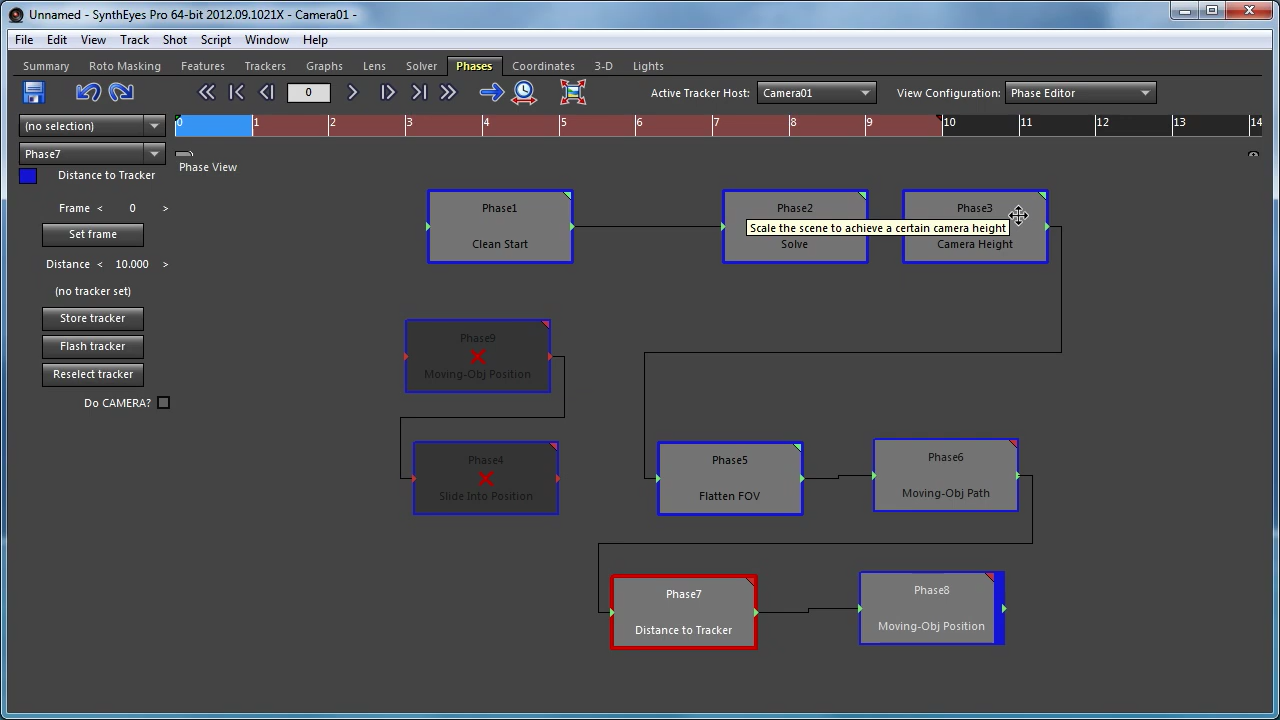 Unnamed - SynthEyes Pro 64-bit 2012.09.1021X - Camera01 -
File Edit View Track Shot Script Window Help
Summary Roto Masking Features Trackers Graphs Lens Solver Phases Coordinates 3-D Lights
0 Active Tracker Host: Camera01 View Configuration: Phase Editor
(no selection) 0 1 2 3 4 5 6 7 8 9 10 11 12 13 14
Phase7
Phase View
Distance to Tracker
Frame < 0 >
Set frame
Distance < 10.000 >
(no tracker set)
Store tracker
Flash tracker
Reselect tracker
Do CAMERA?
Phase1
Clean Start
Phase2
Solve
Phase3
Camera Height
Scale the scene to achieve a certain camera height
Phase9
Moving-Obj Position
Phase4
Slide Into Position
Phase5
Flatten FOV
Phase6
Moving-Obj Path
Phase7
Distance to Tracker
Phase8
Moving-Obj Position